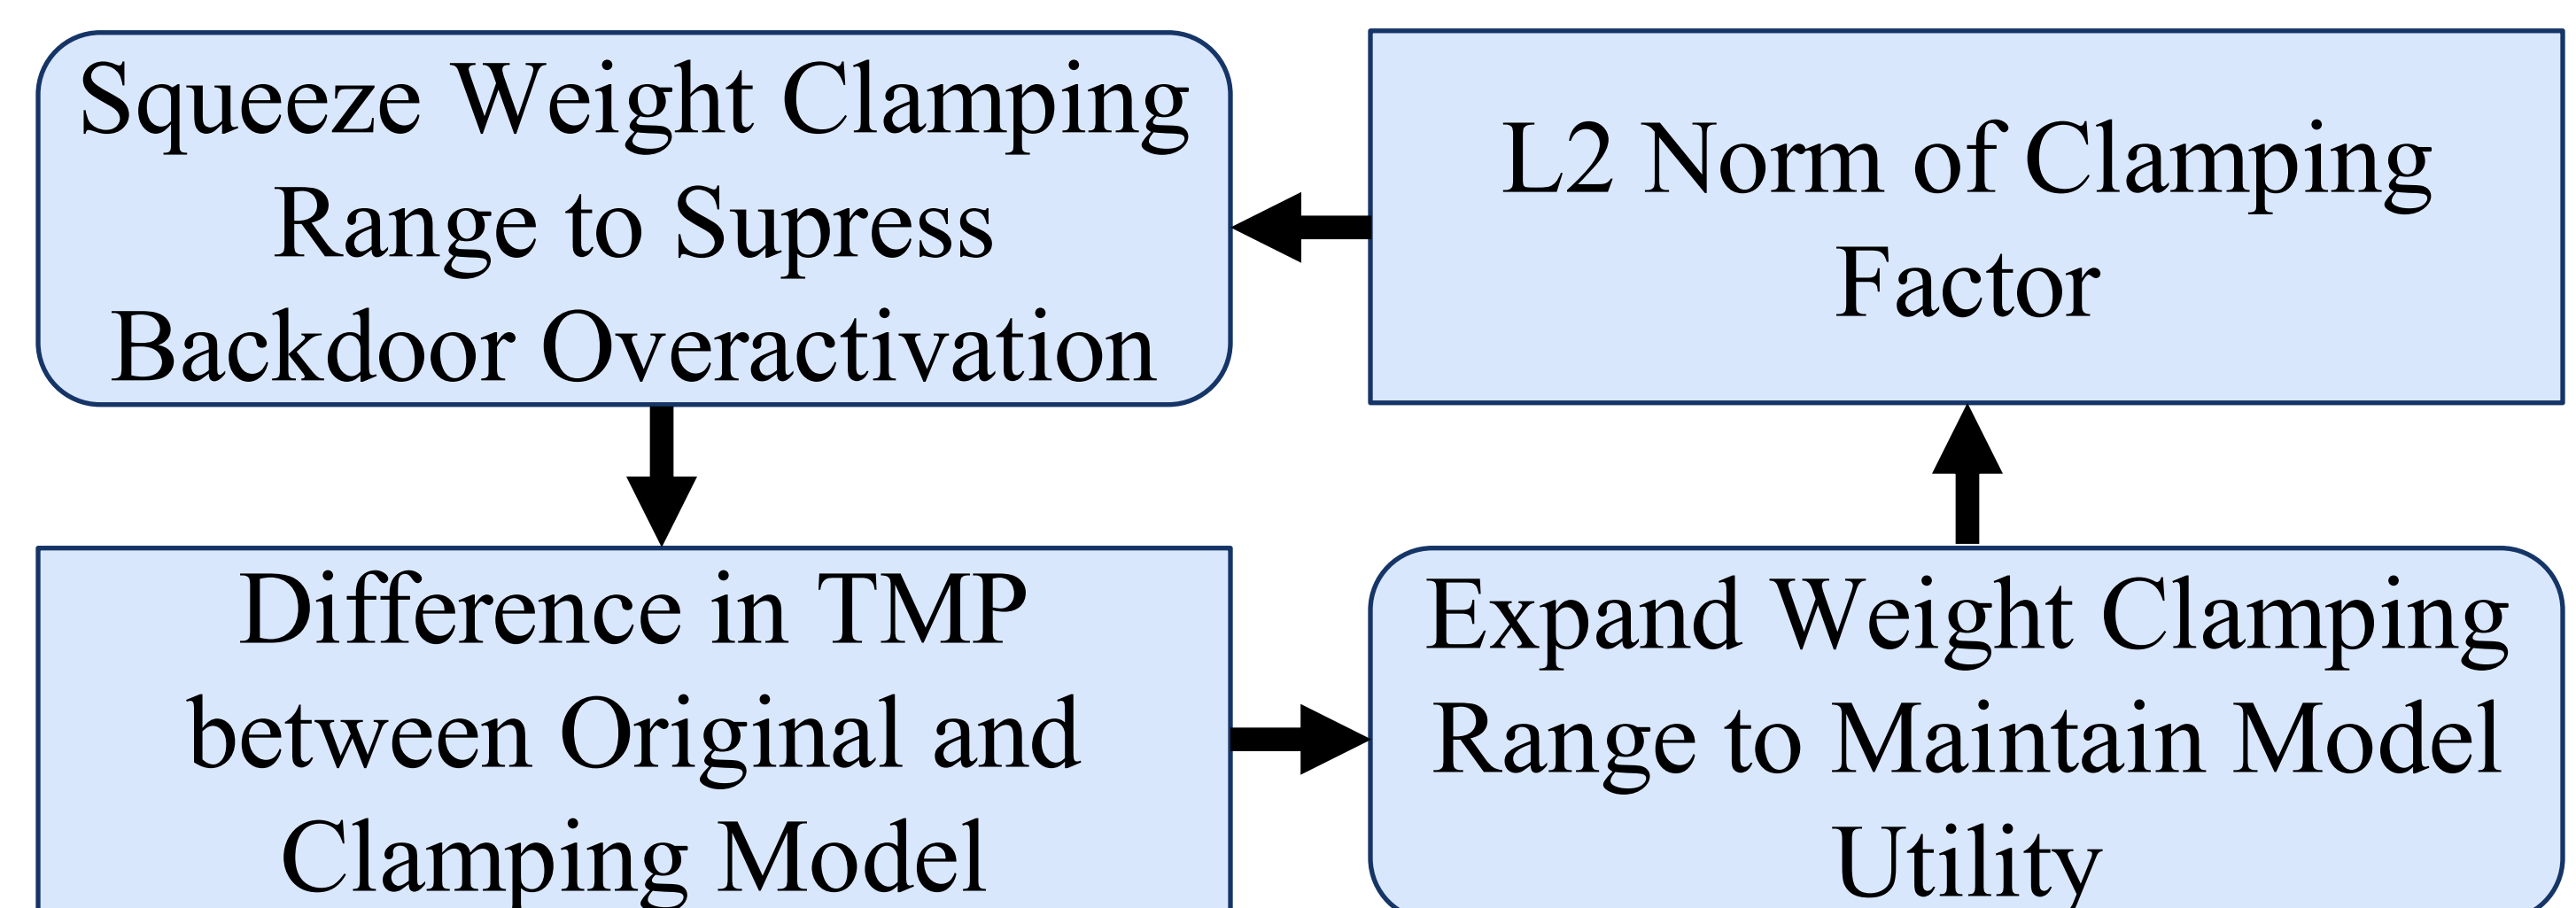 Squeeze Weight Clamping
Range to Supress
Backdoor Overactivation
L2 Norm of Clamping
Factor
Difference in TMP
between Original and
Clamping Model
Expand Weight Clamping
Range to Maintain Model
Utility